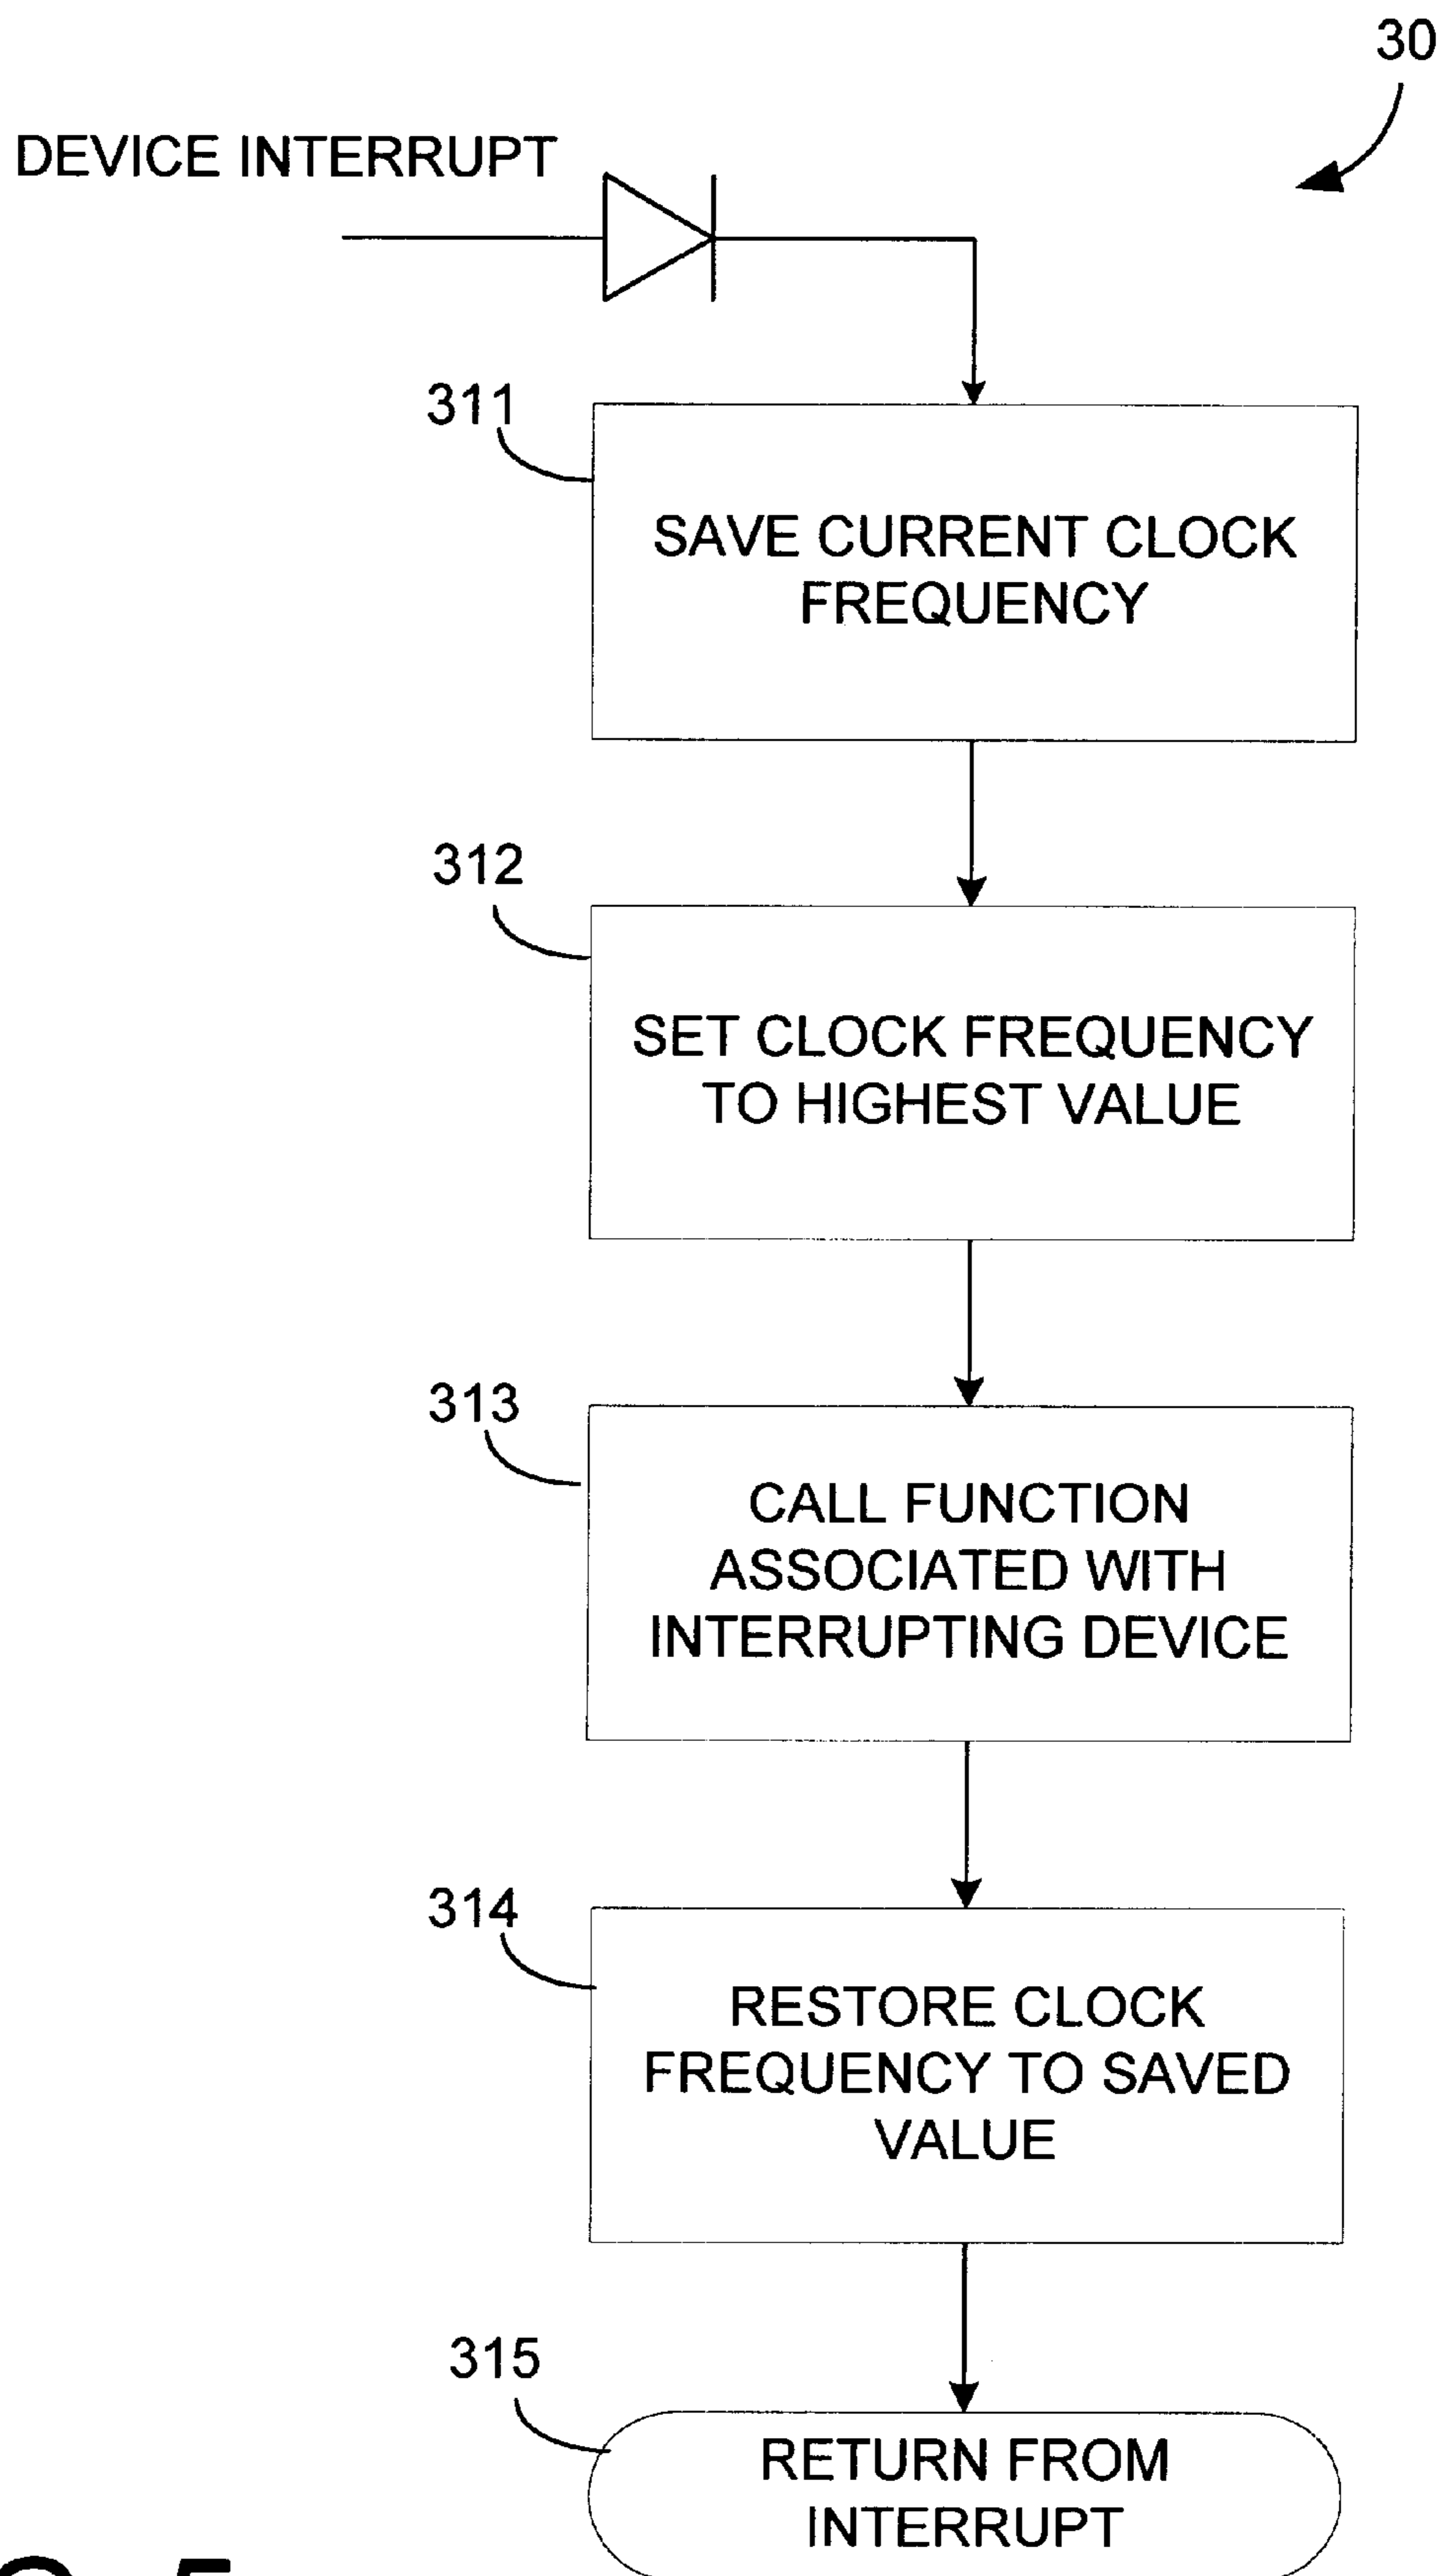 30
DEVICE INTERRUPT
311
SAVE CURRENT CLOCK
FREQUENCY
312
SET CLOCK FREQUENCY
TO HIGHEST VALUE
313
CALL FUNCTION
ASSOCIATED WITH
INTERRUPTING DEVICE
314
RESTORE CLOCK
FREQUENCY TO SAVED
VALUE
315
RETURN FROM
INTERRUPT